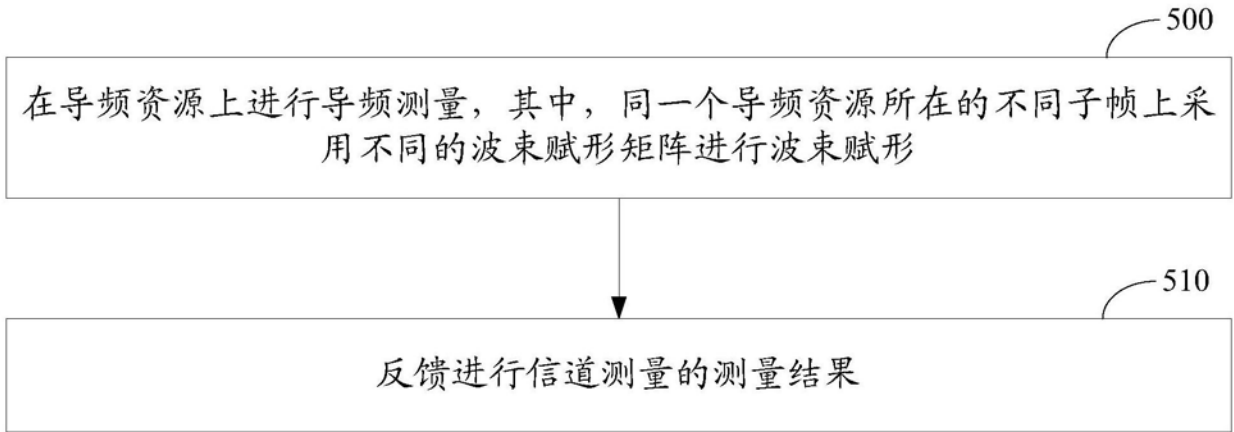 500
在导频资源上进行导频测量，其中，同一个导频资源所在的不同子帧上采
用不同的波束赋形矩阵进行波束赋形
510
反馈进行信道测量的测量结果